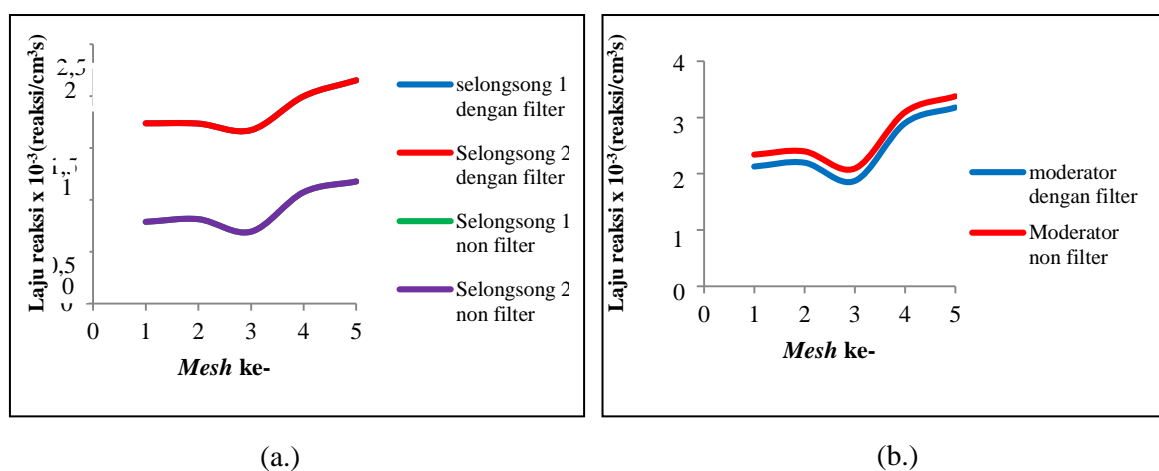 Laju reaksi x 10⁻³(reaksi/cm³s)
2,5
2
1,5
1
0,5
0
0 1 2 3 4 5
Mesh ke-
selongsong 1
dengan filter
Selongsong 2
dengan filter
Selongsong 1
non filter
Selongsong 2
non filter
(a.)
Laju reaksi x 10⁻³(reaksi/cm³s)
4
3
2
1
0
0 1 2 3 4 5
Mesh ke-
moderator
dengan filter
Moderator
non filter
(b.)